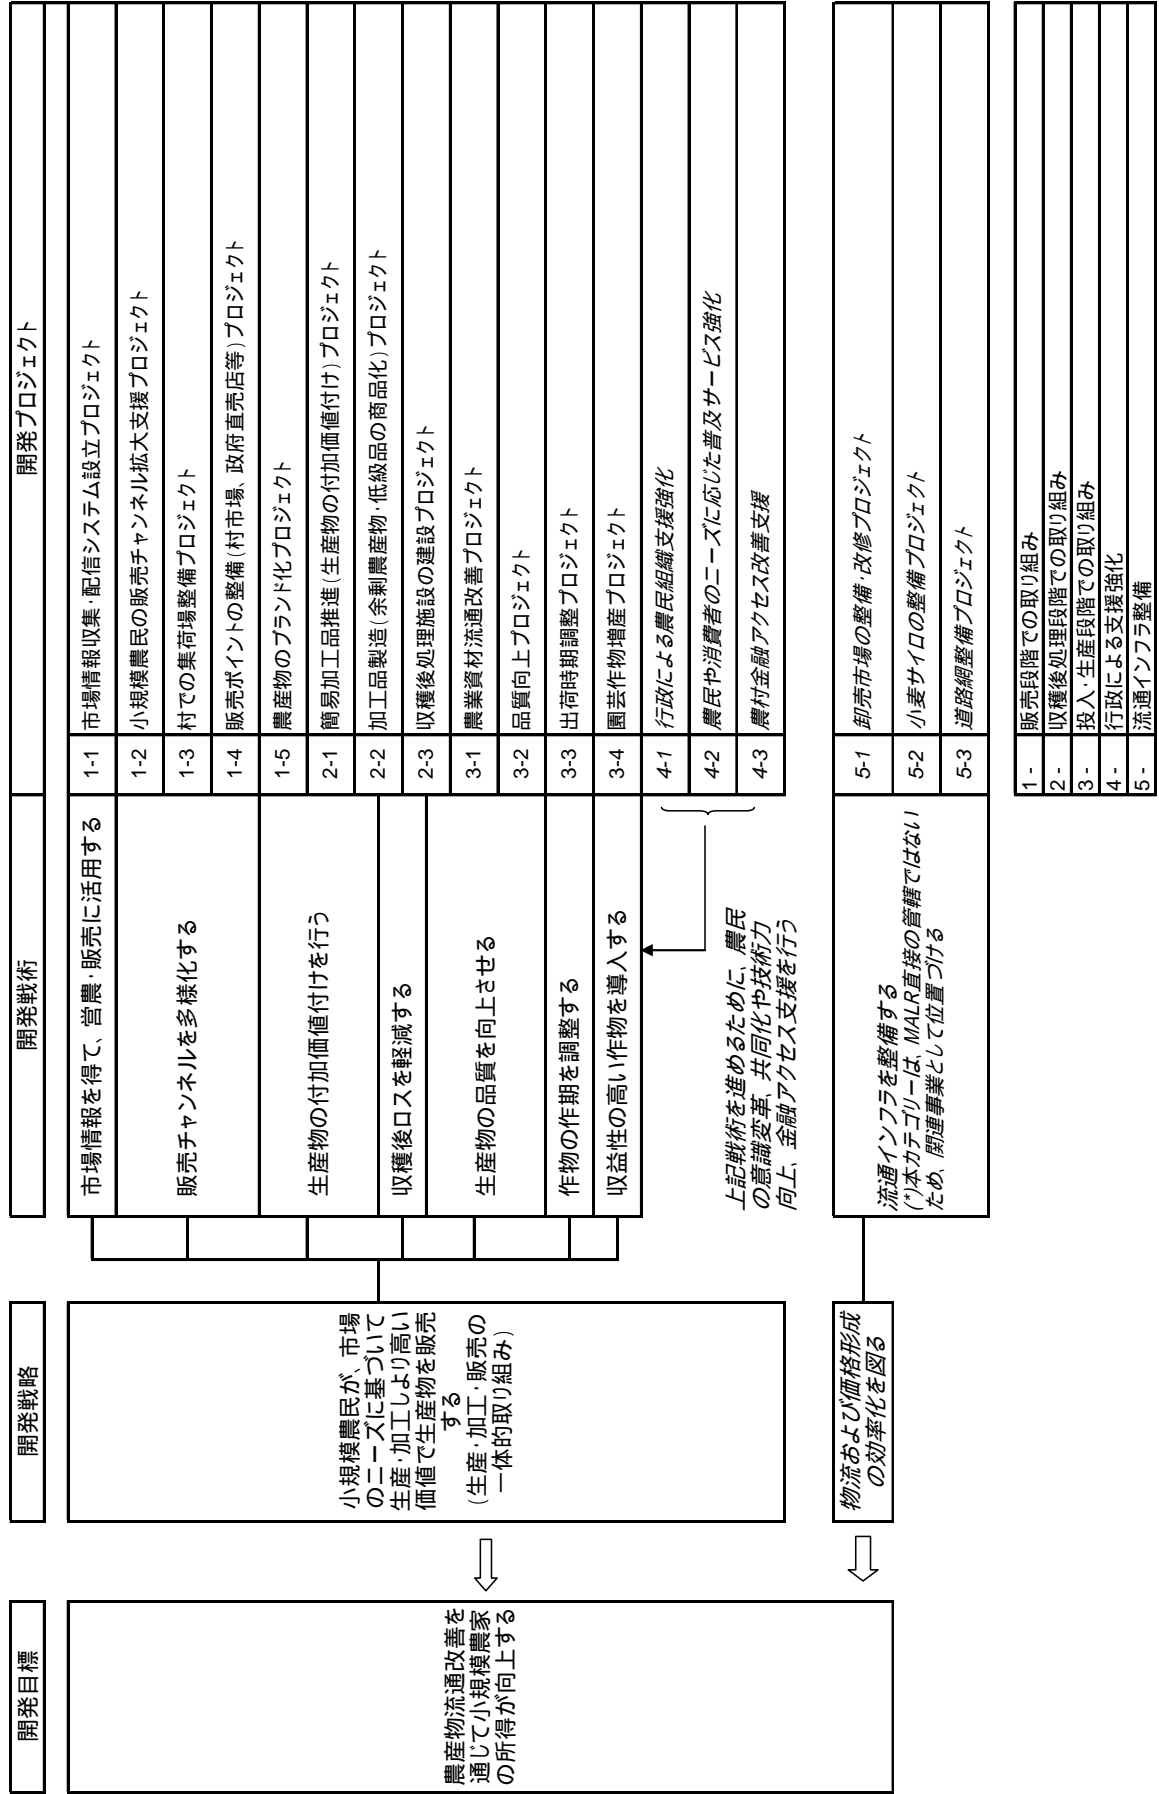 開発目標
開発戦略
開発戦術
開発プロジェクト
農産物流通改善を
通じて小規模農家
の所得が向上する
小規模農民が、市場
のニーズに基づいて
生産・加工しより高い
価値で生産物を販売
する
(生産・加工・販売の
一体的取り組み)
市場情報を得て、営農・販売に活用する
販売チャンネルを多様化する
生産物の付加価値付けを行う
収穫後ロスを軽減する
生産物の品質を向上させる
作物の作期を調整する
収益性の高い作物を導入する
上記戦術を進めるために、農民
の意識変革、共同化や技術力
向上、金融アクセス支援を行う
1-1 市場情報収集・配信システム設立プロジェクト
1-2 小規模農民の販売チャンネル拡大支援プロジェクト
1-3 村での集荷場整備プロジェクト
1-4 販売ポイントの整備(村市場、政府直売店等)プロジェクト
1-5 農産物のブランド化プロジェクト
2-1 簡易加工品推進(生産物の付加価値付け)プロジェクト
2-2 加工品製造(余剰農産物・低級品の商品化)プロジェクト
2-3 収穫後処理施設の建設プロジェクト
3-1 農業資材流通改善プロジェクト
3-2 品質向上プロジェクト
3-3 出荷時期調整プロジェクト
3-4 園芸作物増産プロジェクト
4-1 行政による農民組織支援強化
4-2 農民や消費者のニーズに応じた普及サービス強化
4-3 農村金融アクセス改善支援
物流および価格形成
の効率化を図る
流通インフラを整備する
(*)本カテゴリーは、MALR直接の管轄ではない
ため、関連事業として位置づける
5-1 卸売市場の整備・改修プロジェクト
5-2 小麦サイロの整備プロジェクト
5-3 道路網整備プロジェクト
1 - 販売段階での取り組み
2 - 収穫後処理段階での取り組み
3 - 投入・生産段階での取り組み
4 - 行政による支援強化
5 - 流通インフラ整備